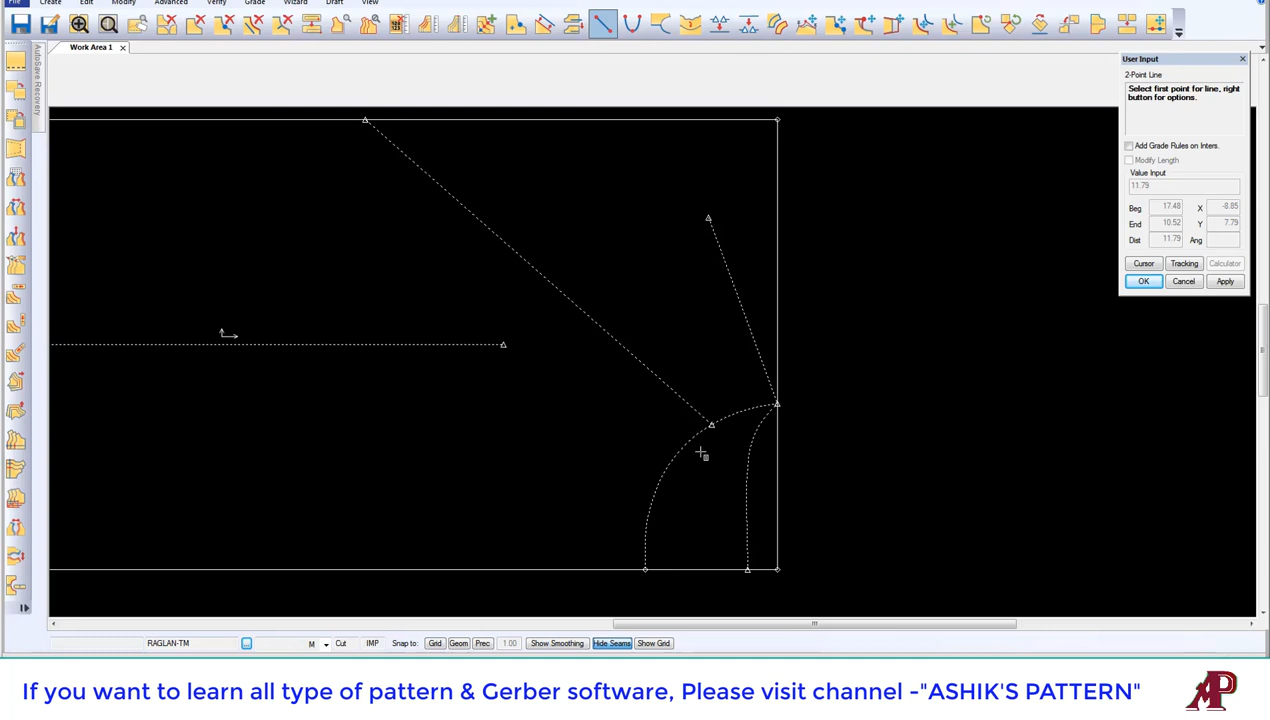 File Create Edit Modify Advanced Verify Grade Wizard Draft View
Work Area 1
AutoSave Recovery
User Input
2-Point Line
Select first point for line, right
button for options.
Add Grade Rules on Inters.
Modify Length
Value Input
11.79
Beg 17.48 X -8.85
End 10.52 Y 7.79
Dist 11.79 Ang
Cursor Tracking Calculator
OK Cancel Apply
RAGLAN-TM M Cut IMP Snap to: Grid Geom Prec 1.00 Show Smoothing Hide Seams Show Grid
If you want to learn all type of pattern & Gerber software, Please visit channel -"ASHIK'S PATTERN"
AP